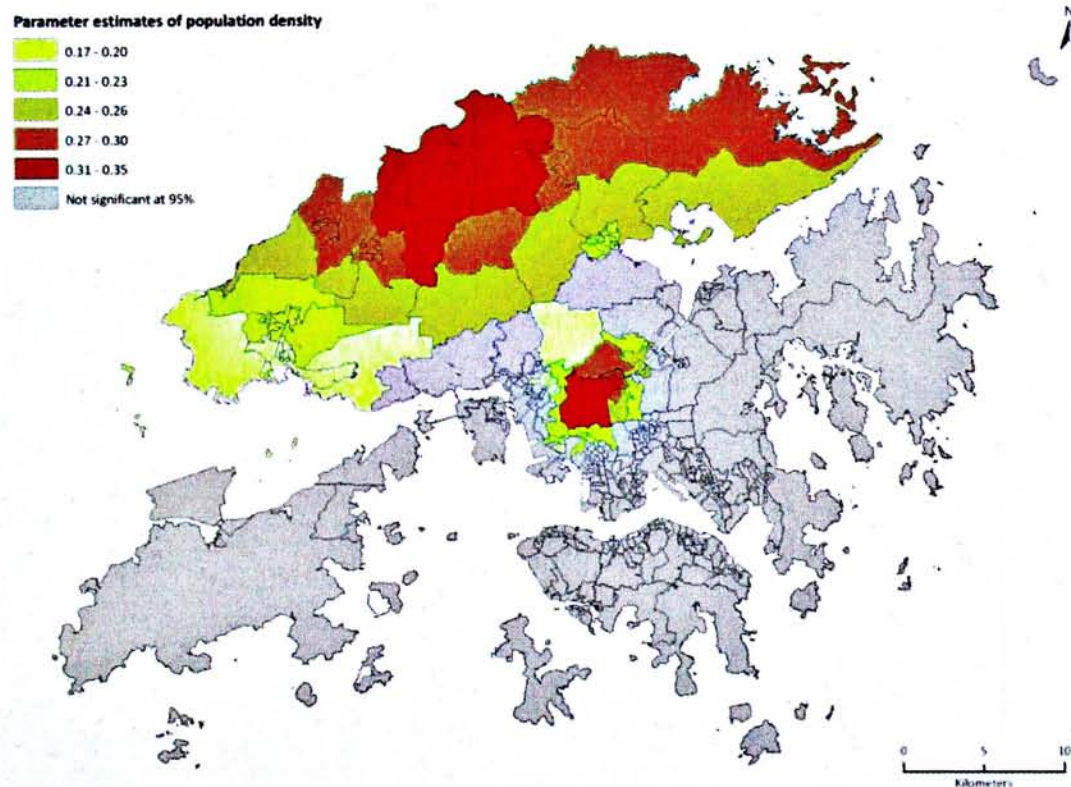 Parameter estimates of population density
0.17 - 0.20
0.21 - 0.23
0.24 - 0.26
0.27 - 0.30
0.31 - 0.35
Not significant at 95%
N
0 5 10
Kilometers